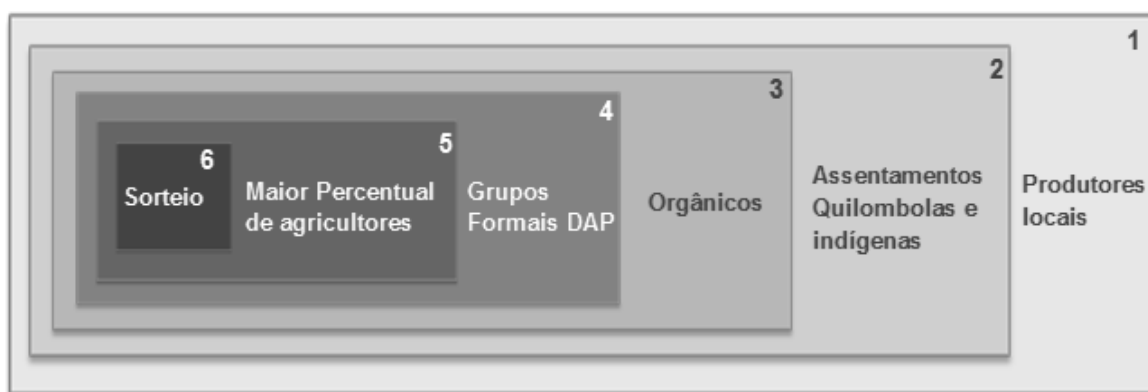 1
Produtores
locais
2
Assentamentos
Quilombolas e
indígenas
3
Orgânicos
4
Grupos
Formais DAP
5
Maior Percentual
de agricultores
6
Sorteio